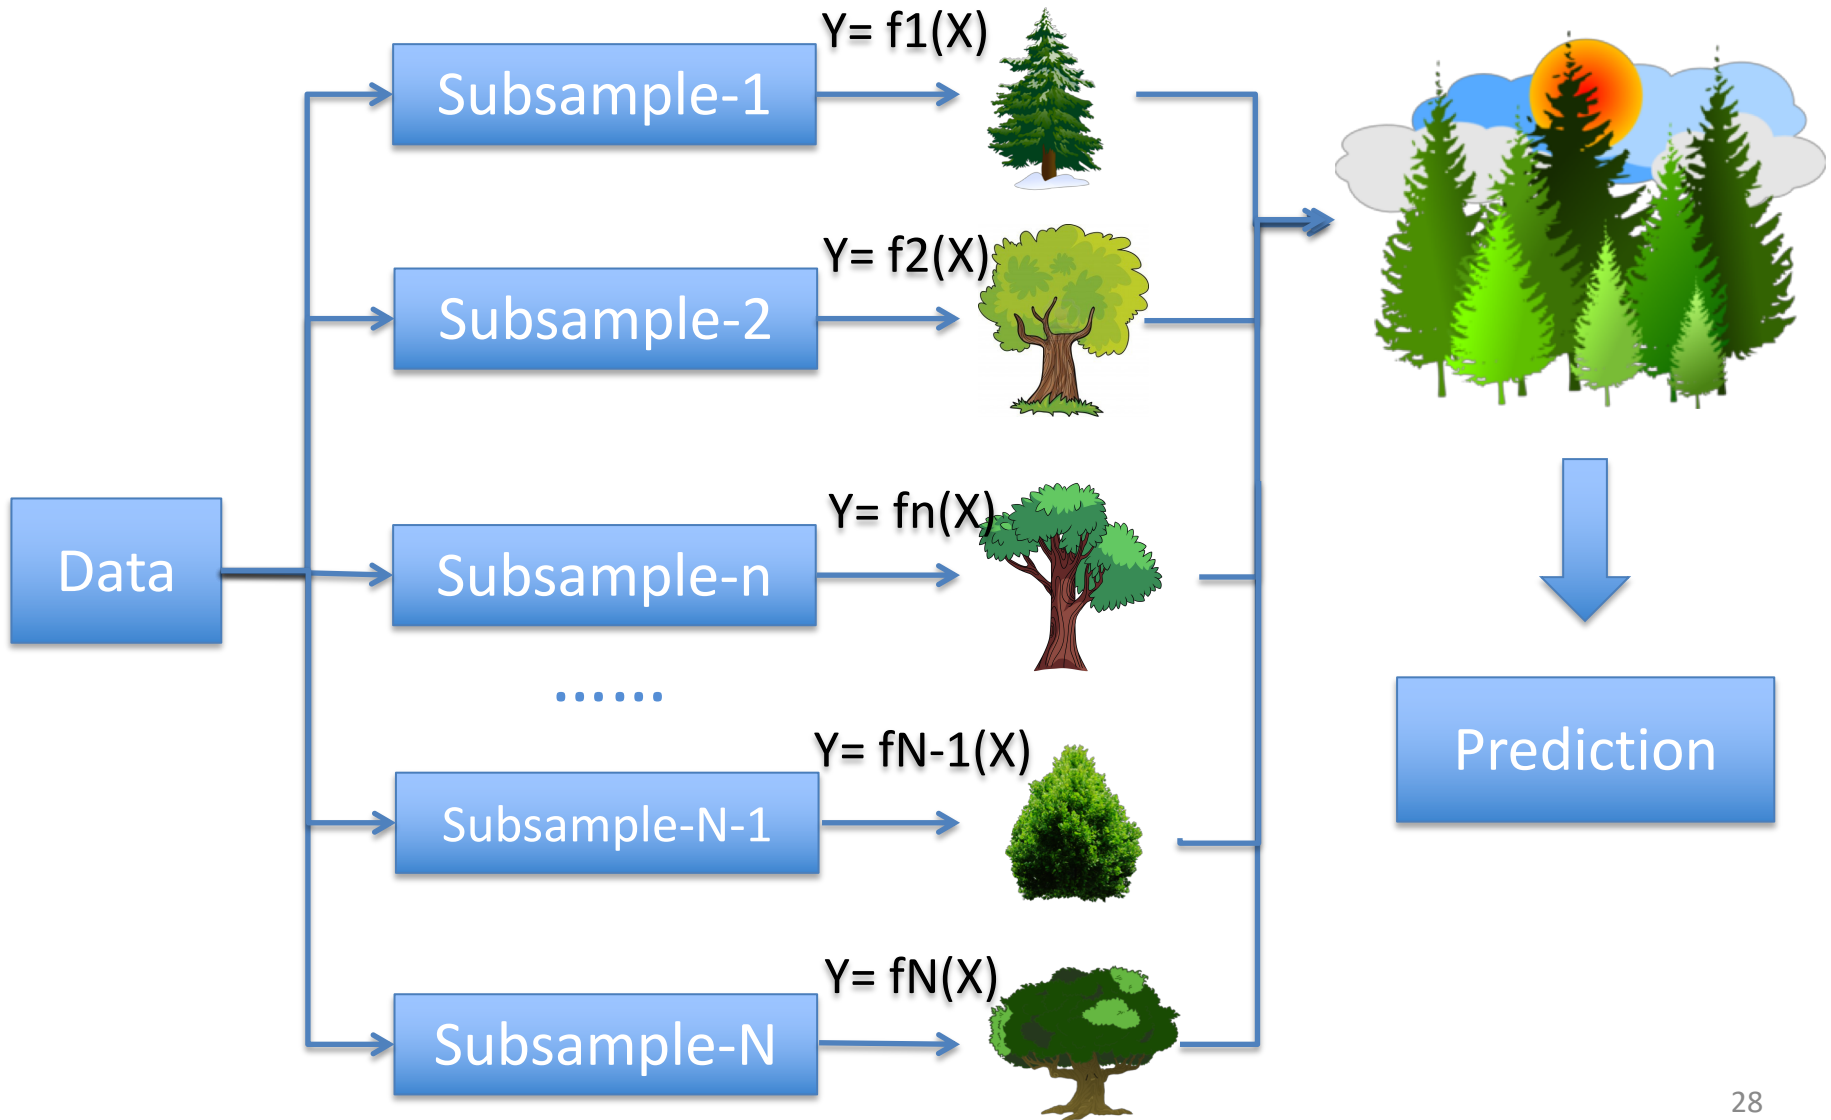 Y= f1(X)
Subsample-1
Y= f2(X)
Subsample-2
Y= fn(X)
Data
Subsample-n
......
Y= fN-1(X)
Prediction
Subsample-N-1
Y= fN(X)
Subsample-N
28